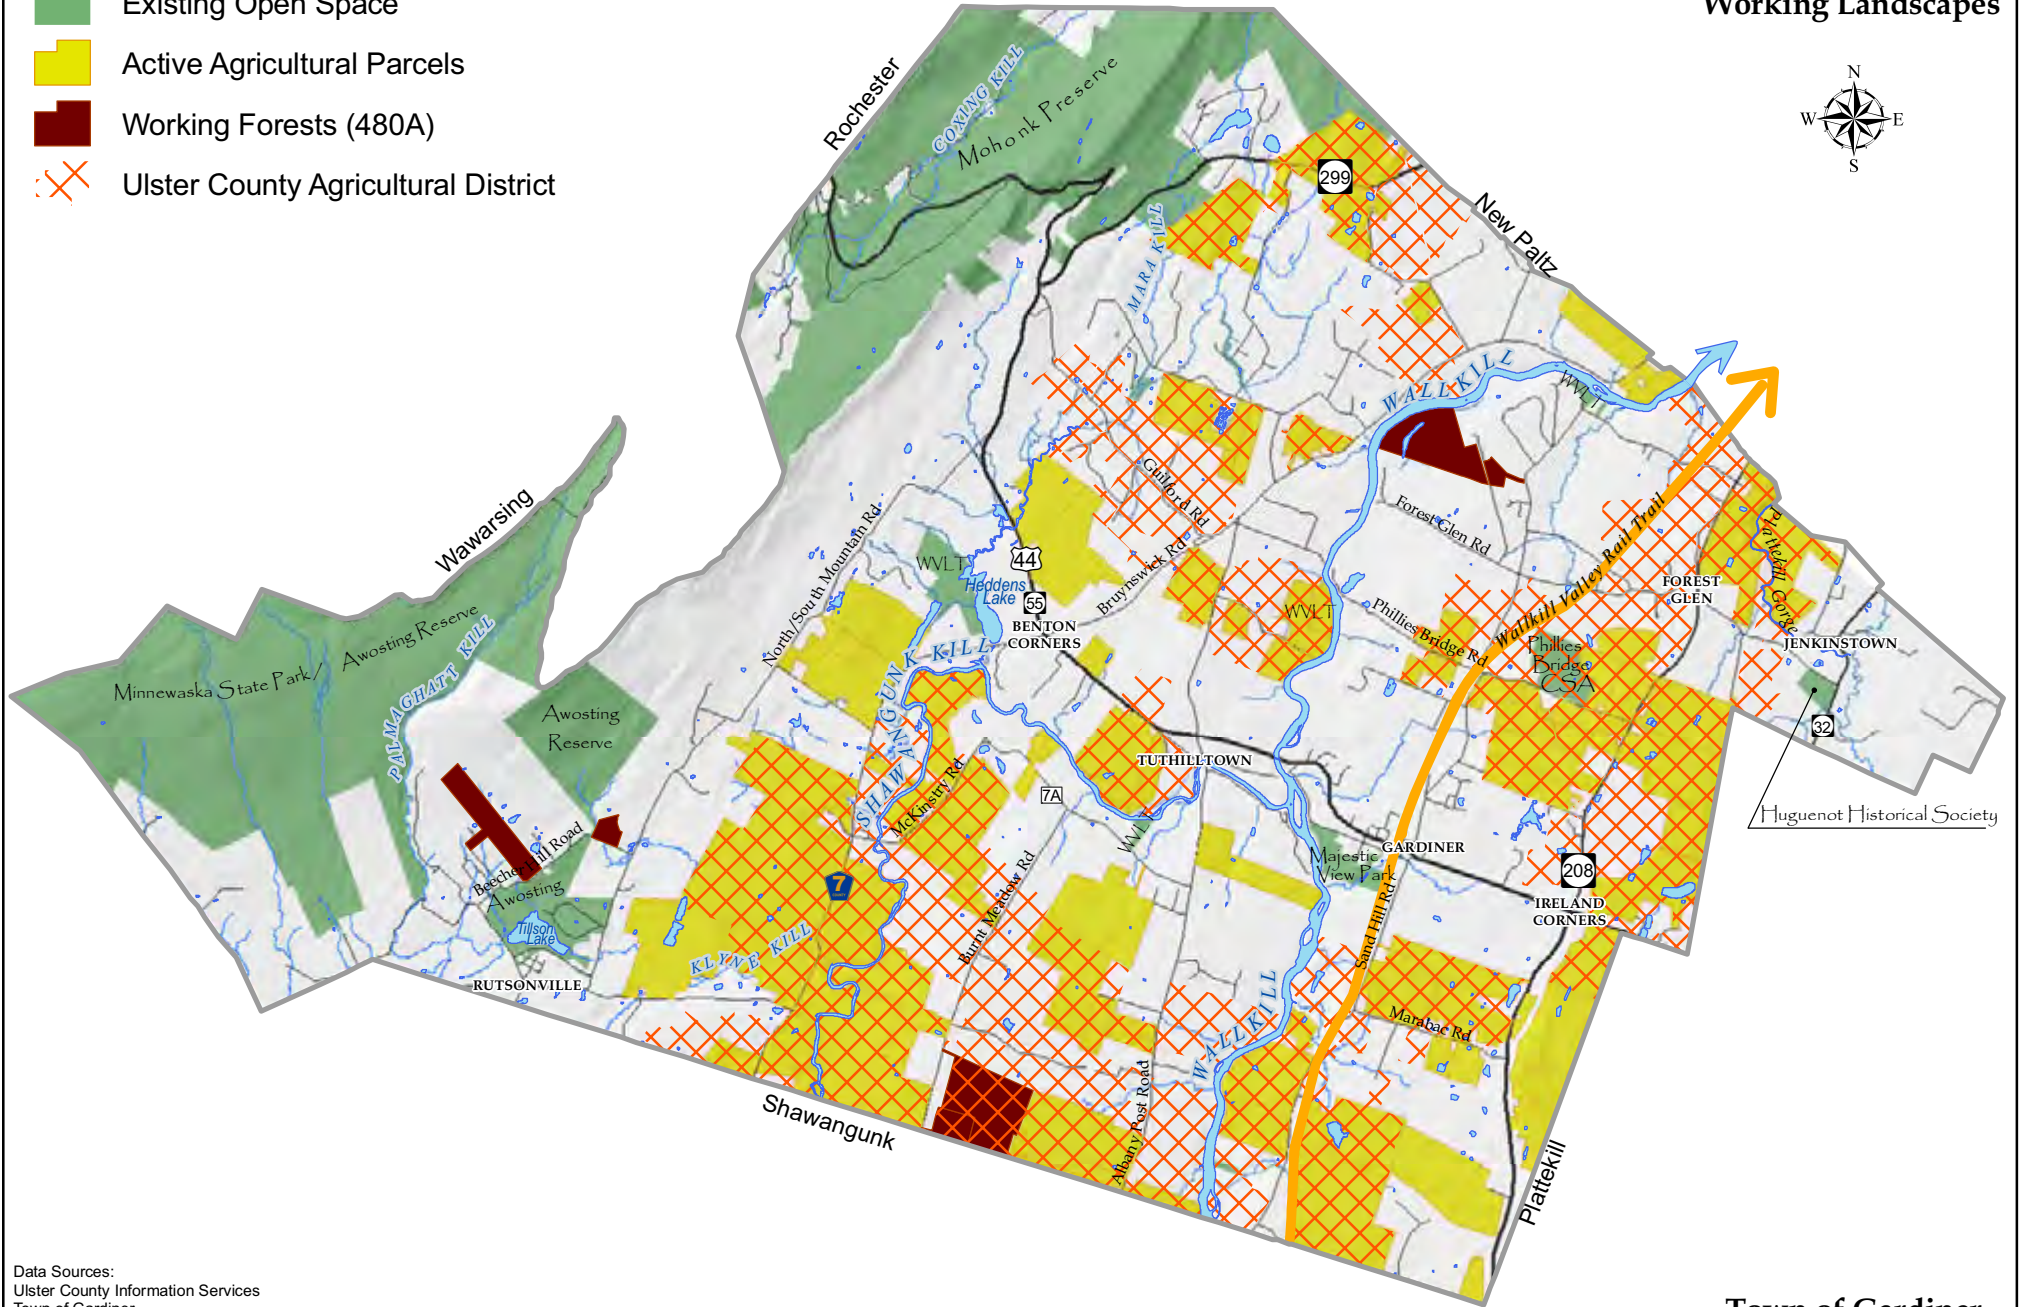 Existing Open Space
Active Agricultural Parcels
Working Forests (480A)
Ulster County Agricultural District
Working Landscapes
N
W
E
S
Rochester
COXING KILL
Mohonk Preserve
299
New Paltz
MARA KILL
WALLKILL
WVLT
Wawarsing
Guilford Rd
Forest Glen Rd
North/South Mountain Rd
WVLT
44
Heddens
Lake
55
BENTON
CORNERS
Bruynswick Rd
WVLT
Phillies Bridge Rd
Wallkill Valley Rail Trail
FOREST
GLEN
Plattekill Gorge
JENKINSTOWN
Minnewaska State Park/ Awosting Reserve
PALMAGHATT KILL
Awosting
Reserve
SHAWANGUNK KILL
Phillies
Bridge
CSA
32
Huguenot Historical Society
TUTHILLTOWN
McKinstry Rd
7A
WVLT
Majestic
View Park
GARDINER
208
IRELAND
CORNERS
Beecher Hill Road
Awosting
Tillson
Lake
RUTSONVILLE
7
KLYNE KILL
Burnt Meadow Rd
Sand Hill Rd
WALLKILL
Marabac Rd
Albany Post Road
Shawangunk
Plattekill
Data Sources:
Ulster County Information Services
Town of Gardiner
Town of Gardiner